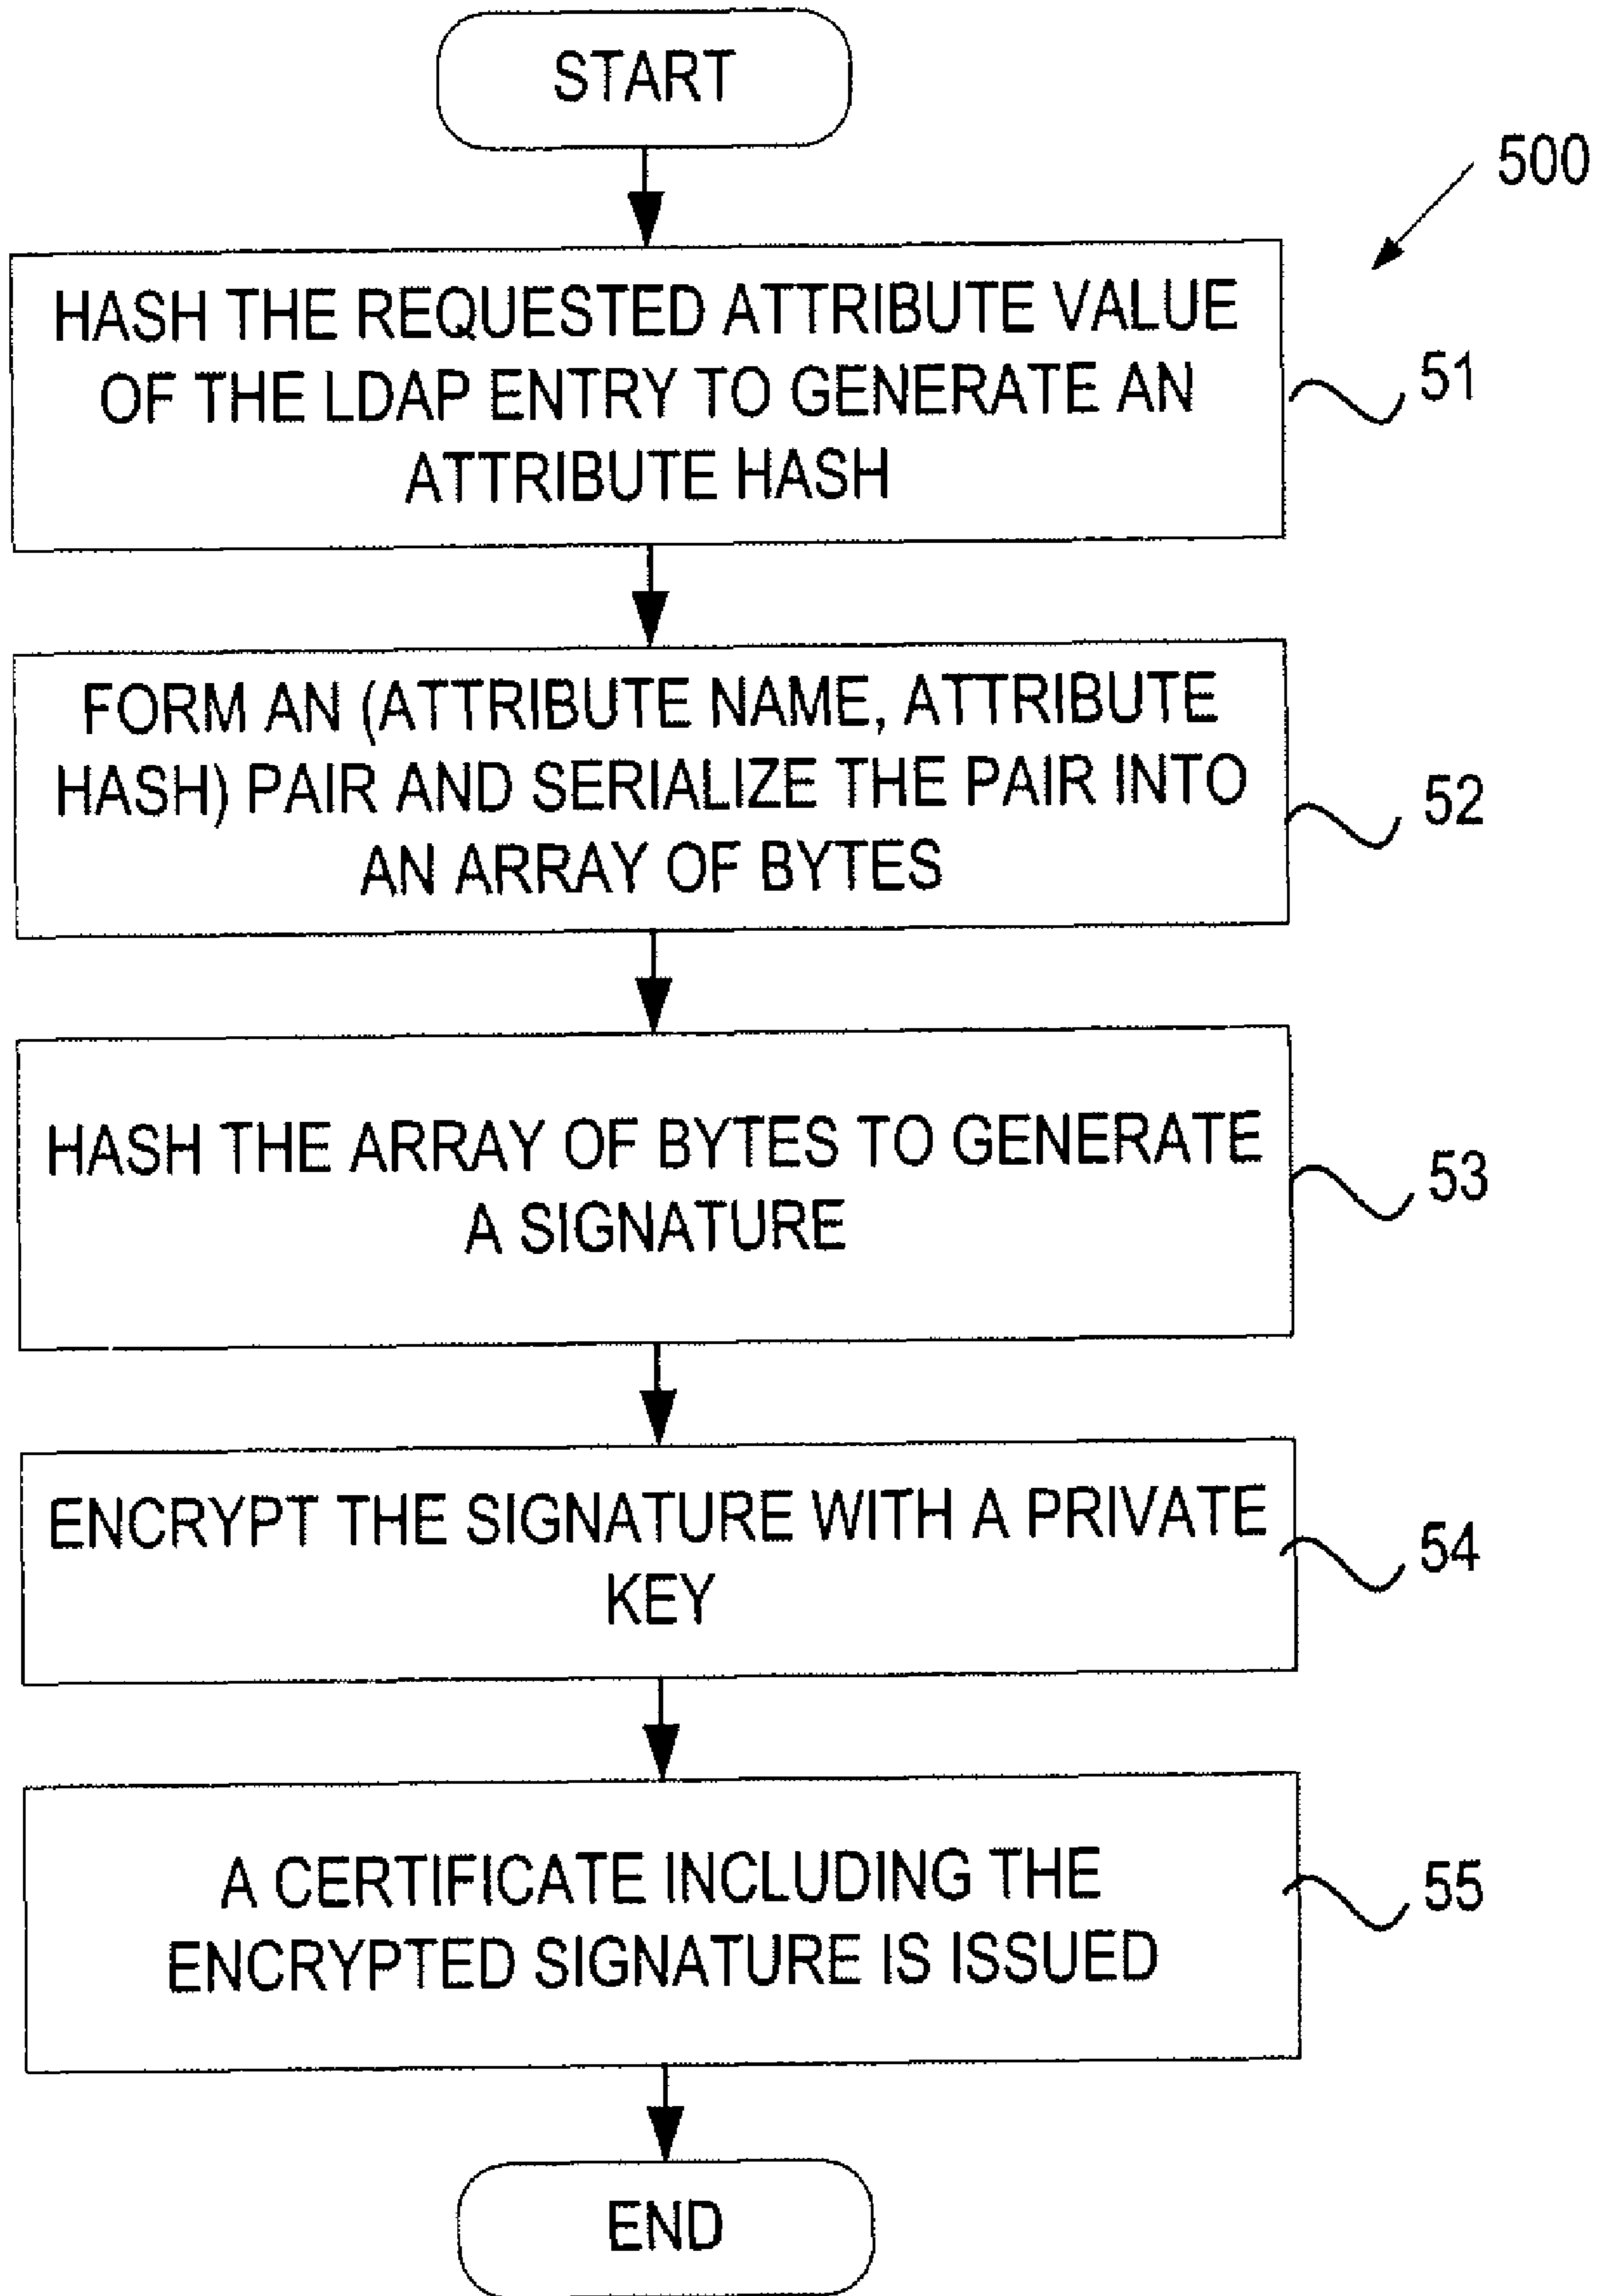 START
500
HASH THE REQUESTED ATTRIBUTE VALUE
OF THE LDAP ENTRY TO GENERATE AN
ATTRIBUTE HASH
51
FORM AN (ATTRIBUTE NAME, ATTRIBUTE
HASH) PAIR AND SERIALIZE THE PAIR INTO
AN ARRAY OF BYTES
52
HASH THE ARRAY OF BYTES TO GENERATE
A SIGNATURE
53
ENCRYPT THE SIGNATURE WITH A PRIVATE
KEY
54
A CERTIFICATE INCLUDING THE
ENCRYPTED SIGNATURE IS ISSUED
55
END